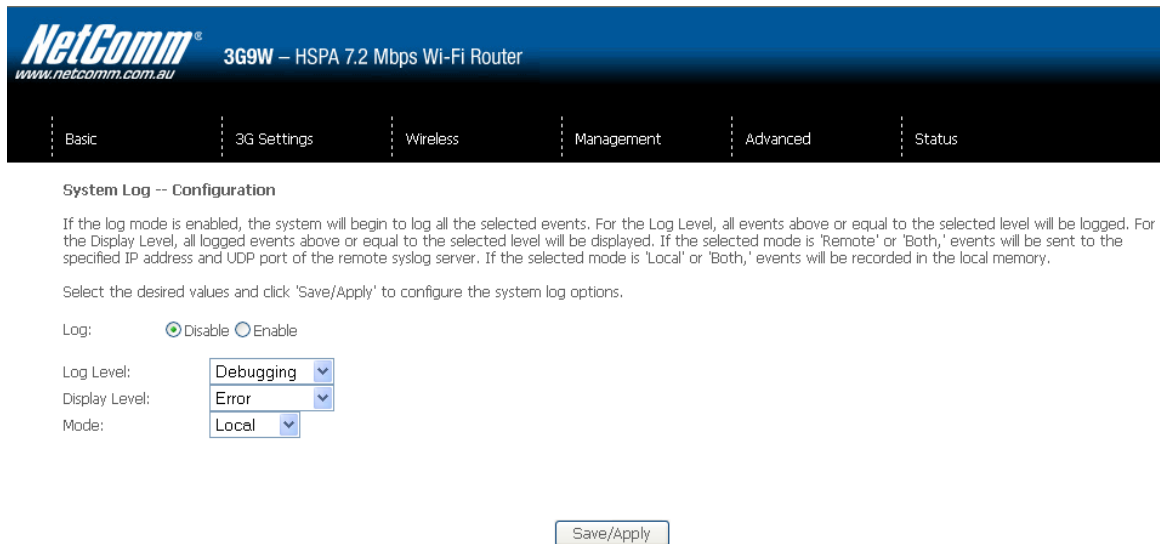 NetComm®
www.netcomm.com.au
3G9W – HSPA 7.2 Mbps Wi-Fi Router
Basic
3G Settings
Wireless
Management
Advanced
Status
System Log -- Configuration
If the log mode is enabled, the system will begin to log all the selected events. For the Log Level, all events above or equal to the selected level will be logged. For
the Display Level, all logged events above or equal to the selected level will be displayed. If the selected mode is 'Remote' or 'Both,' events will be sent to the
specified IP address and UDP port of the remote syslog server. If the selected mode is 'Local' or 'Both,' events will be recorded in the local memory.
Select the desired values and click 'Save/Apply' to configure the system log options.
Log: Disable Enable
Log Level: Debugging
Display Level: Error
Mode: Local
Save/Apply